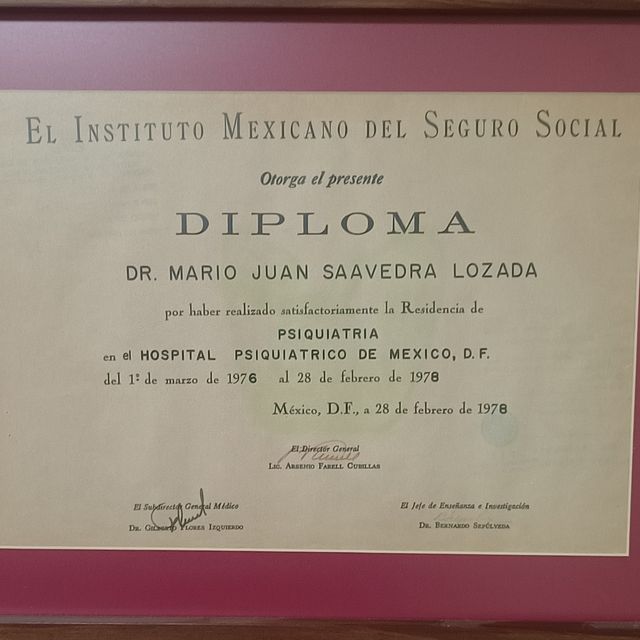 EL INSTITUTO MEXICANO DEL SEGURO SOCIAL
Otorga el presente
DIPLOMA
DR. MARIO JUAN SAAVEDRA LOZADA
por haber realizado satisfactoriamente la Residencia de
PSIQUIATRIA
en el HOSPITAL PSIQUIATRICO DE MEXICO, D.F.
del 1º de marzo de 1976 al 28 de febrero de 1978
México, D.F., a 28 de febrero de 1978
El Director General
LIC. ARSENIO FARELL CUBILLAS
El Subdirector General Médico
El Jefe de Enseñanza e Investigación
DR. GILBERTO FLORES IZQUIERDO
DR. BERNARDO SEPÚLVEDA